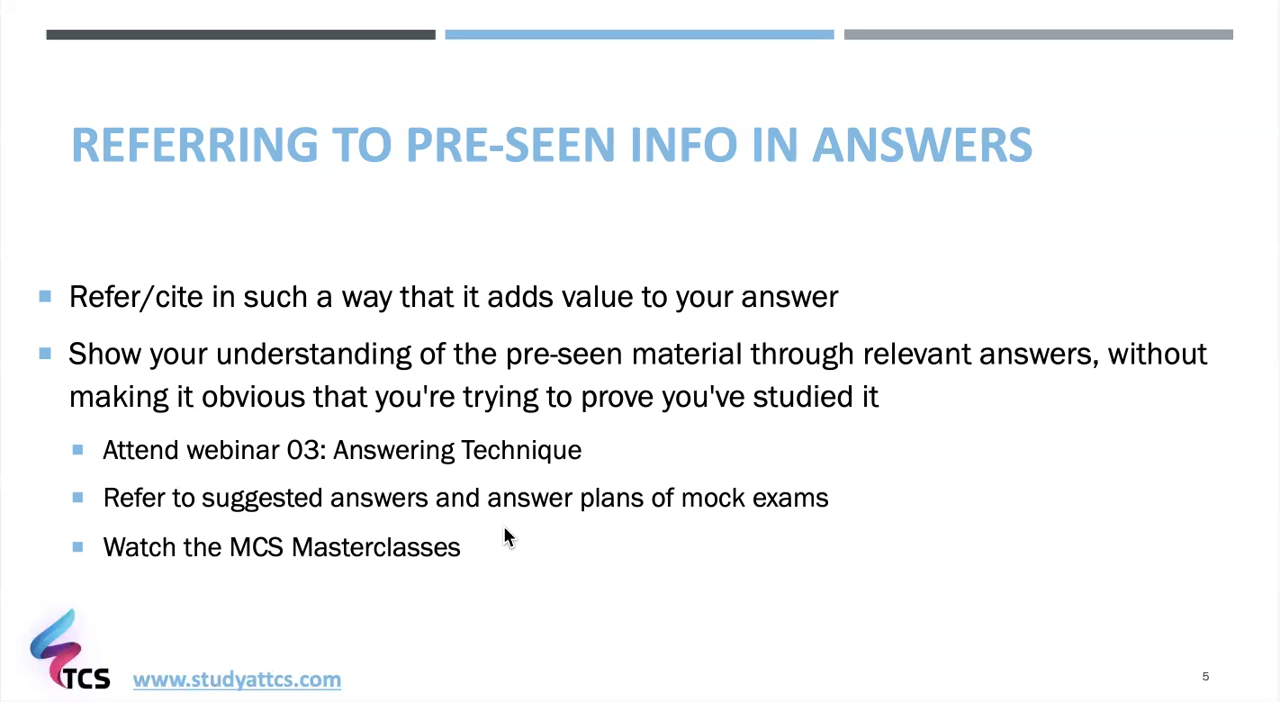 REFERRING TO PRE-SEEN INFO IN ANSWERS
Refer/cite in such a way that it adds value to your answer
Show your understanding of the pre-seen material through relevant answers, without
making it obvious that you're trying to prove you've studied it
Attend webinar 03: Answering Technique
Refer to suggested answers and answer plans of mock exams
Watch the MCS Masterclasses
TCS
www.studyattcs.com
5